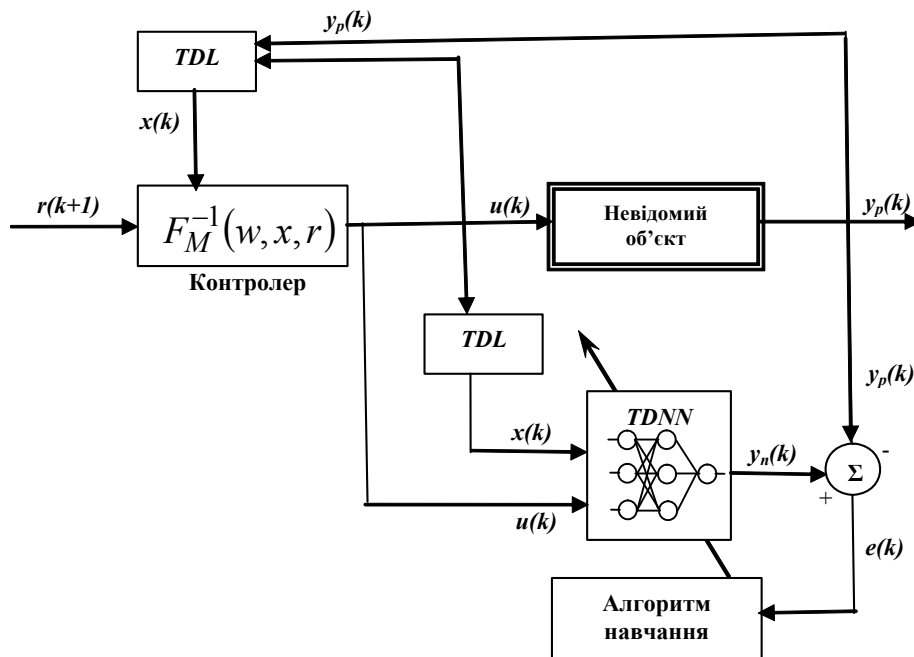 y_p(k)
TDL
x(k)
r(k+1)
F_M^{-1}(w, x, r)
Контролер
u(k)
Невідомий
об’єкт
y_p(k)
TDL
y_p(k)
x(k)
TDNN
y_n(k)
-
Σ
+
u(k)
e(k)
Алгоритм
навчання